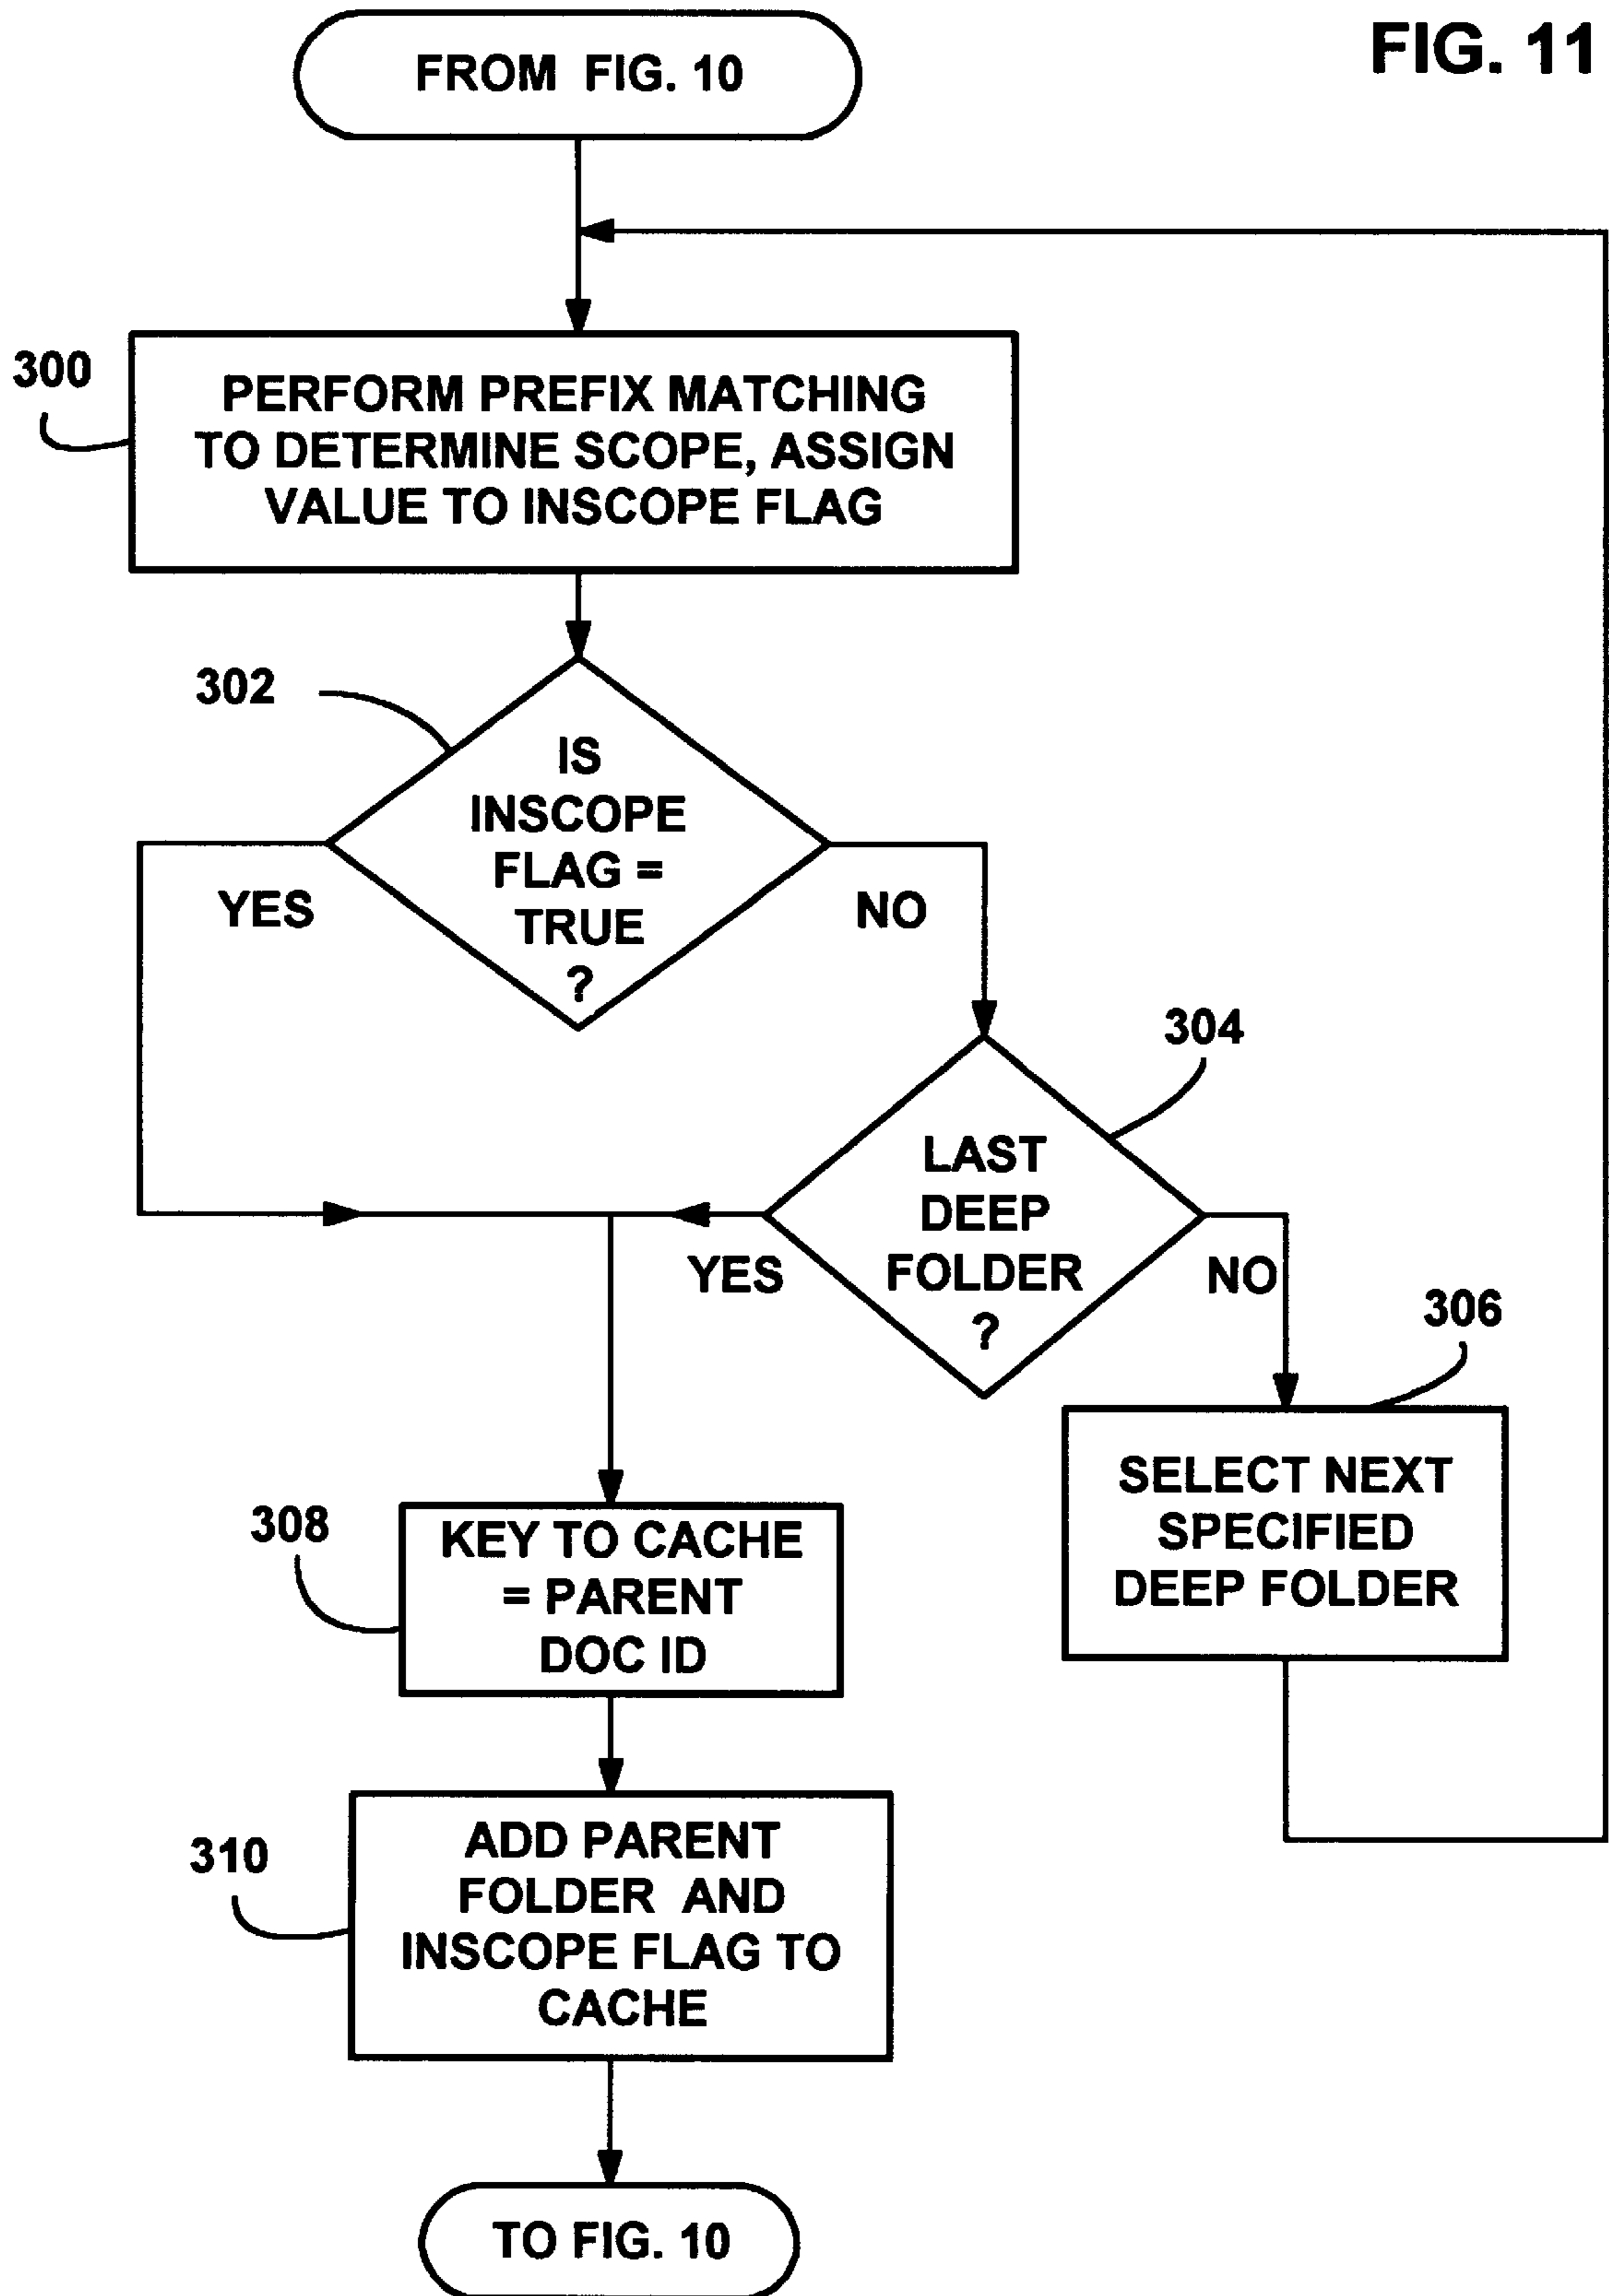 FIG. 11
FROM FIG. 10
300
PERFORM PREFIX MATCHING
TO DETERMINE SCOPE, ASSIGN
VALUE TO INSCOPE FLAG
302
IS
INSCOPE
FLAG =
TRUE
?
YES
NO
304
LAST
DEEP
FOLDER
?
YES
NO
306
SELECT NEXT
SPECIFIED
DEEP FOLDER
308
KEY TO CACHE
= PARENT
DOC ID
310
ADD PARENT
FOLDER AND
INSCOPE FLAG TO
CACHE
TO FIG. 10